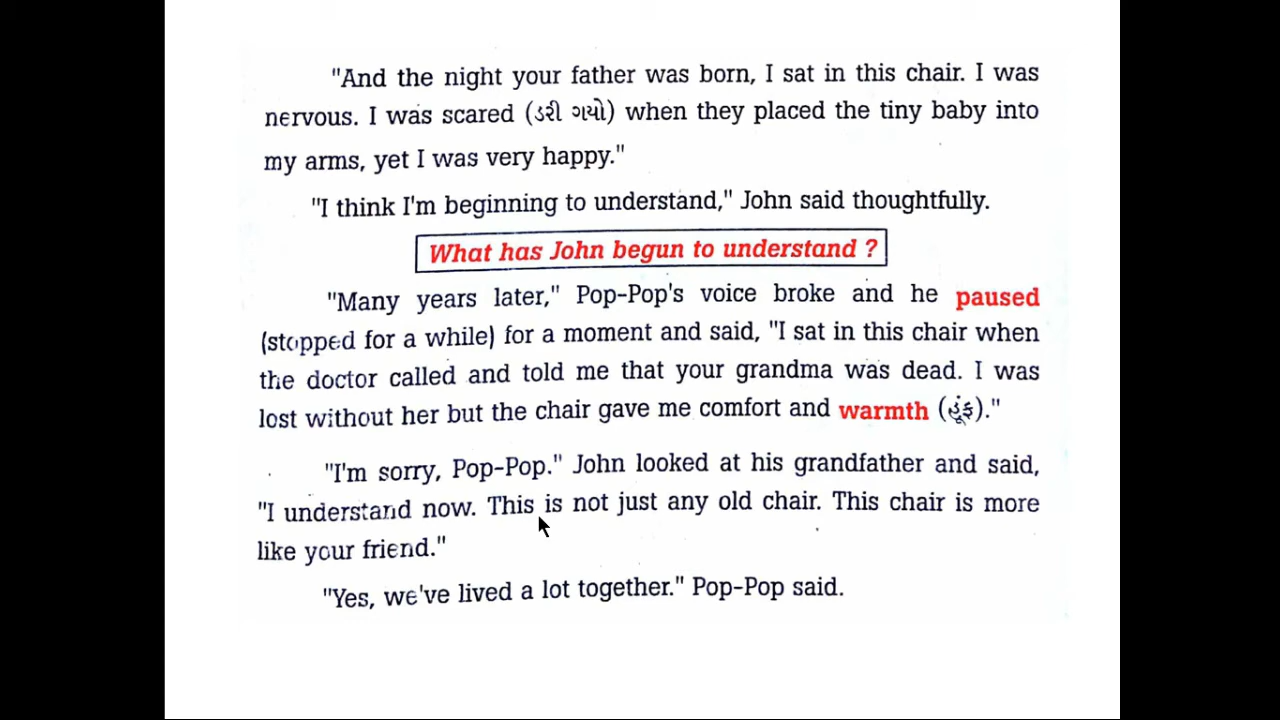 "And the night your father was born, I sat in this chair. I was
nervous. I was scared (ડરી ગયો) when they placed the tiny baby into
my arms, yet I was very happy."
"I think I'm beginning to understand," John said thoughtfully.
What has John begun to understand ?
"Many years later," Pop-Pop's voice broke and he paused
(stopped for a while) for a moment and said, "I sat in this chair when
the doctor called and told me that your grandma was dead. I was
lost without her but the chair gave me comfort and warmth (હૂંફ)."
"I'm sorry, Pop-Pop." John looked at his grandfather and said,
"I understand now. This is not just any old chair. This chair is more
like your friend."
"Yes, we've lived a lot together." Pop-Pop said.